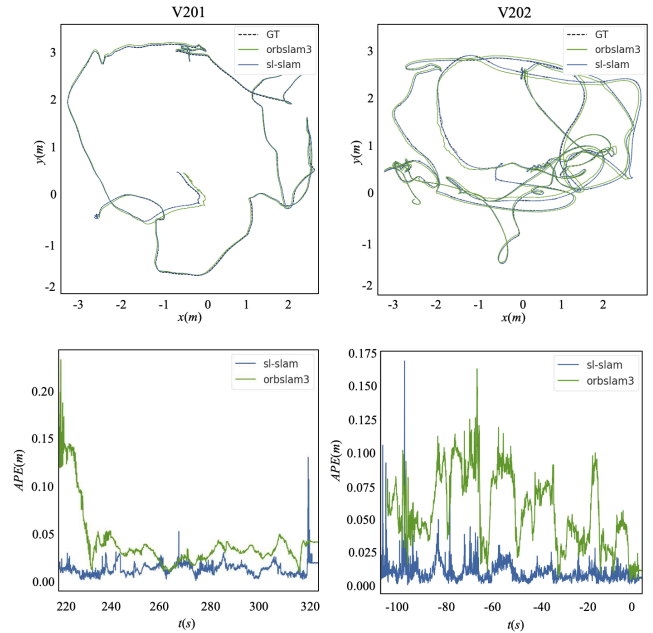 V201
V202
GT
orbslam3
sl-slam
3
2
1
0
-1
-2
y(m)
-3
-2
-1
0
1
2
x(m)
GT
orbslam3
sl-slam
3
2
1
0
-1
-2
y(m)
-3
-2
-1
0
1
2
x(m)
sl-slam
orbslam3
0.20
0.15
0.10
0.05
0.00
APE(m)
220
240
260
280
300
320
t(s)
sl-slam
orbslam3
0.175
0.150
0.125
0.100
0.075
0.050
0.025
0.000
APE(m)
-100
-80
-60
-40
-20
0
t(s)